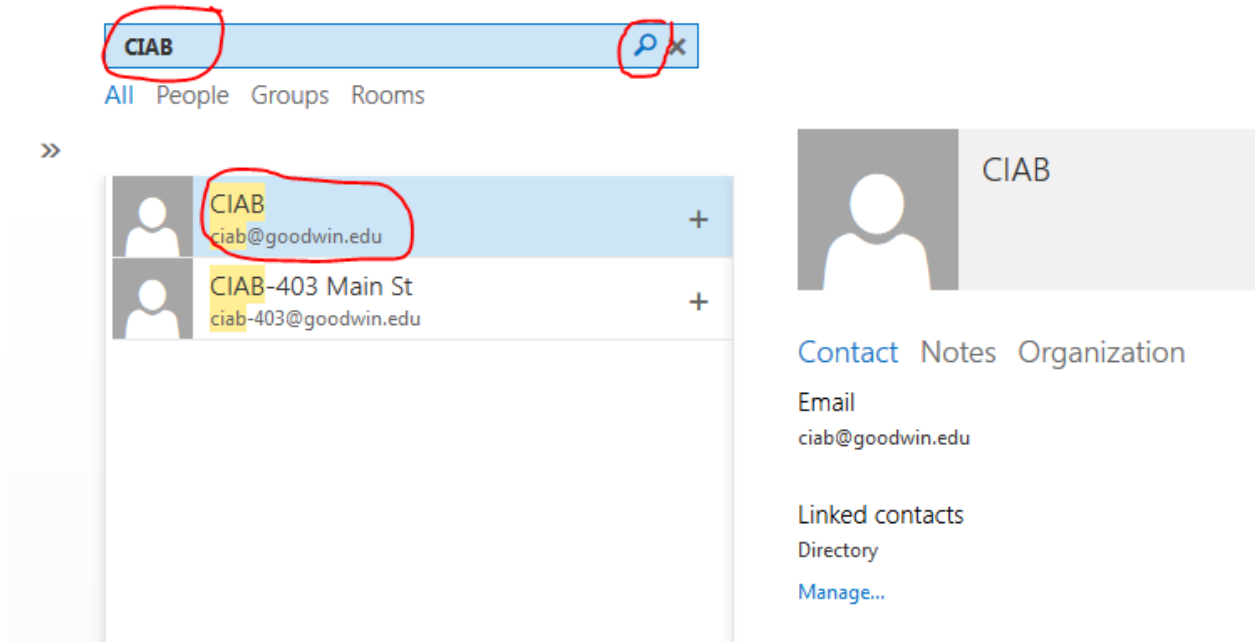 CIAB
All People Groups Rooms
CIAB
ciab@goodwin.edu
CIAB-403 Main St
ciab-403@goodwin.edu
CIAB
Contact Notes Organization
Email
ciab@goodwin.edu
Linked contacts
Directory
Manage...